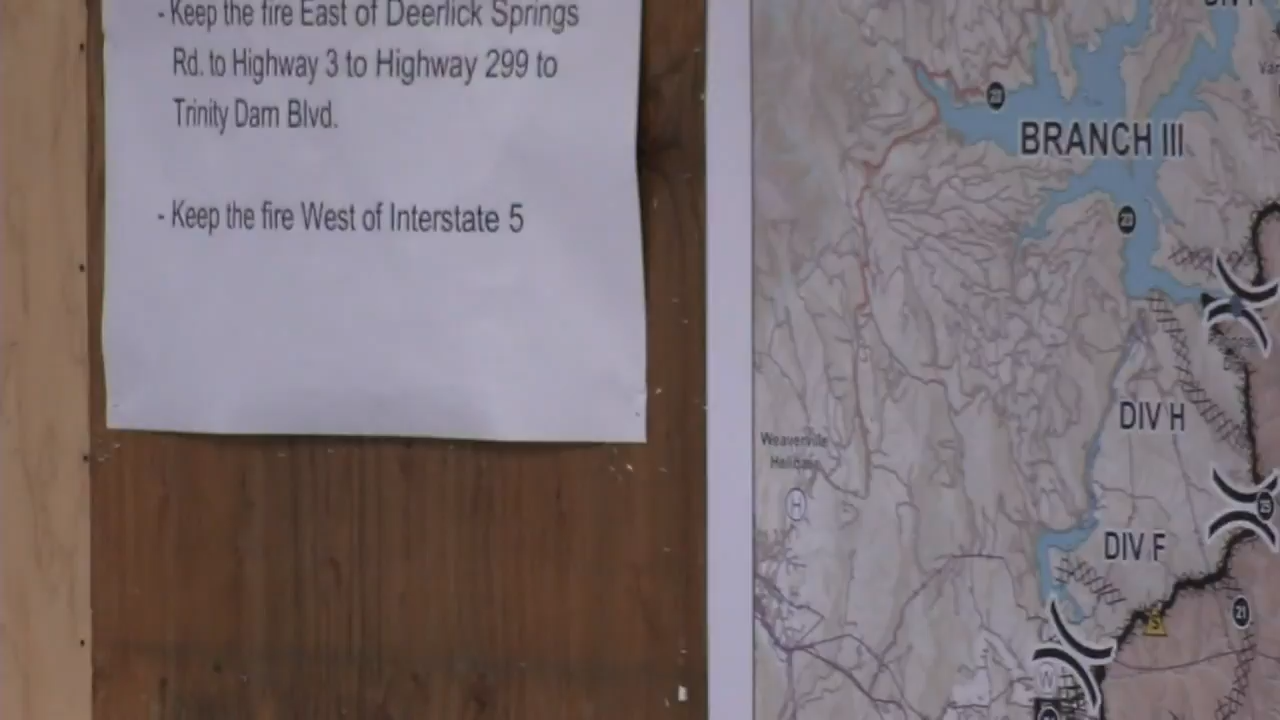 - Keep the fire East of Deerlick Springs
Rd. to Highway 3 to Highway 299 to
Trinity Dam Blvd.
- Keep the fire West of Interstate 5
BRANCH III
DIV H
Weaverville
DIV F
H
21
S
W